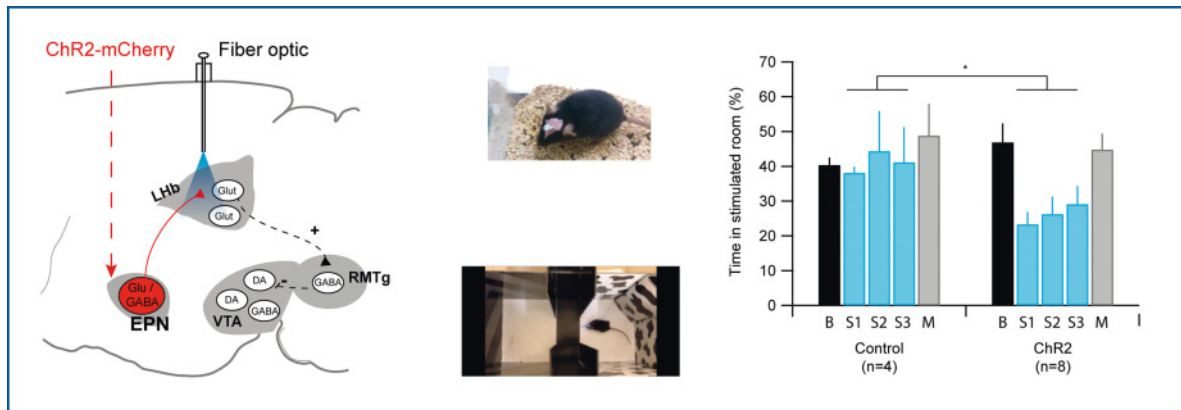 ChR2-mCherry
Fiber optic
LHb
Glut
Glut
+
RMTg
GABA
-
DA
DA
GABA
VTA
Glu /
GABA
EPN
Time in stimulated room (%)
70
60
50
40
30
20
10
0
*
B S1 S2 S3 M B S1 S2 S3 M
Control ChR2
(n=4) (n=8)